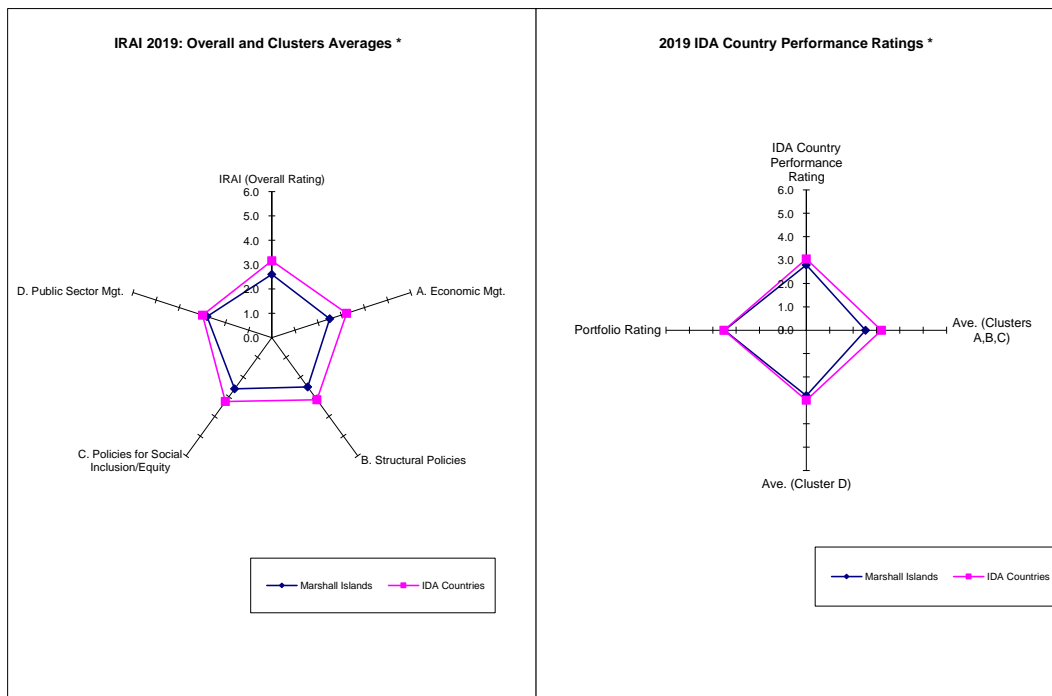 IRAI 2019: Overall and Clusters Averages *
IRAI (Overall Rating)
6.0
5.0
4.0
3.0
2.0
1.0
0.0
A. Economic Mgt.
B. Structural Policies
C. Policies for Social
Inclusion/Equity
D. Public Sector Mgt.
Marshall Islands
IDA Countries
2019 IDA Country Performance Ratings *
IDA Country
Performance
Rating
6.0
5.0
4.0
3.0
2.0
1.0
0.0
Ave. (Clusters
A,B,C)
Ave. (Cluster D)
Portfolio Rating
Marshall Islands
IDA Countries